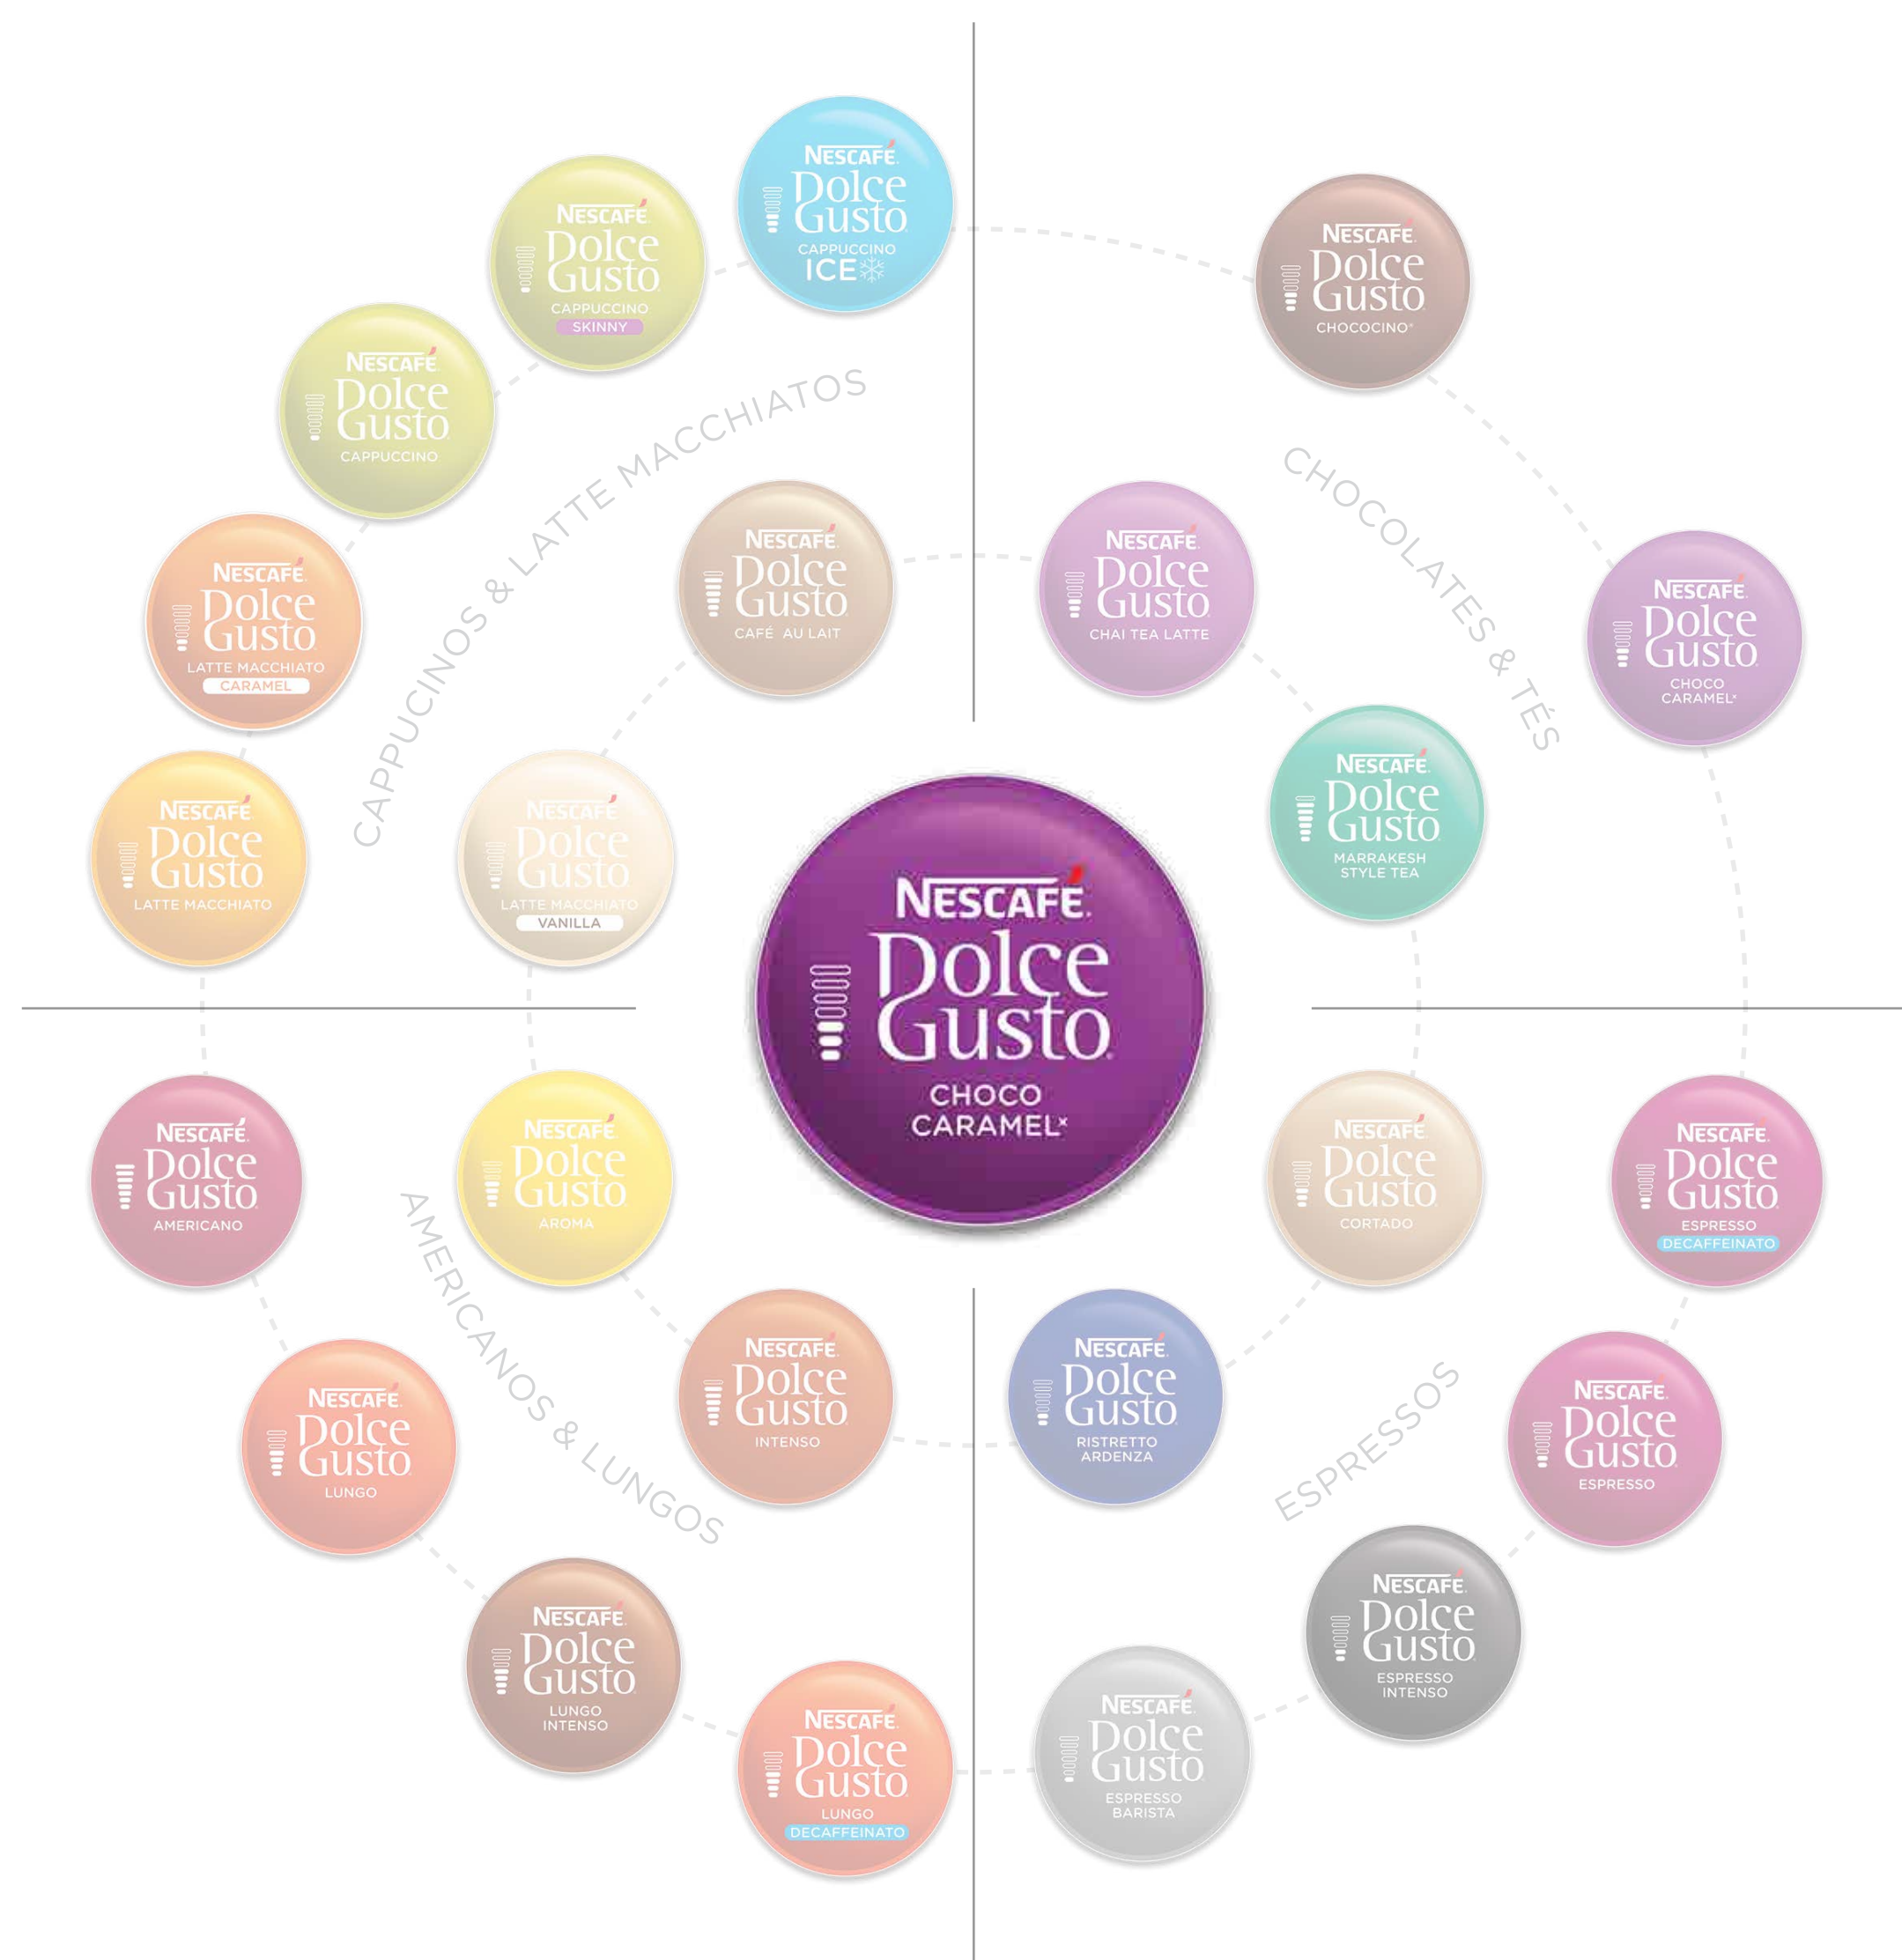 NESCAFÉ.
Dolce
Gusto
CAPPUCCINO
ICE
NESCAFÉ.
Dolce
Gusto
CAPPUCCINO
SKINNY
NESCAFÉ.
Dolce
Gusto
CAPPUCCINO
NESCAFÉ.
Dolce
Gusto
LATTE MACCHIATO
CARAMEL
NESCAFÉ.
Dolce
Gusto
LATTE MACCHIATO
CAPPUCINOS & LATTE MACCHIATOS
NESCAFÉ.
Dolce
Gusto
CAFÉ AU LAIT
NESCAFÉ.
Dolce
Gusto
LATTE MACCHIATO
VANILLA
NESCAFÉ.
Dolce
Gusto
CHOCOCINO®
CHOCOLATES & TÉS
NESCAFÉ.
Dolce
Gusto
CHOCO
CARAMEL*
NESCAFÉ.
Dolce
Gusto
CHAI TEA LATTE
NESCAFÉ.
Dolce
Gusto
MARRAKESH
STYLE TEA
NESCAFÉ.
Dolce
Gusto
CHOCO
CARAMEL*
NESCAFÉ.
Dolce
Gusto
AMERICANO
NESCAFÉ.
Dolce
Gusto
AROMA
NESCAFÉ.
Dolce
Gusto
INTENSO
AMERICANOS & LUNGOS
NESCAFÉ.
Dolce
Gusto
LUNGO
NESCAFÉ.
Dolce
Gusto
LUNGO
INTENSO
NESCAFÉ.
Dolce
Gusto
LUNGO
DECAFFEINATO
NESCAFÉ.
Dolce
Gusto
CORTADO
NESCAFÉ.
Dolce
Gusto
ESPRESSO
DECAFFEINATO
NESCAFÉ.
Dolce
Gusto
RISTRETTO
ARDENZA
ESPRESSOS
NESCAFÉ.
Dolce
Gusto
ESPRESSO
NESCAFÉ.
Dolce
Gusto
ESPRESSO
INTENSO
NESCAFÉ.
Dolce
Gusto
ESPRESSO
BARISTA